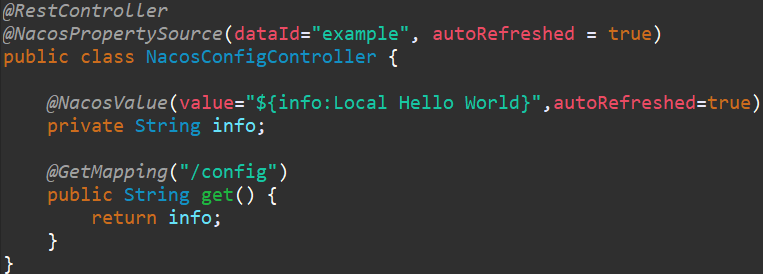 @RestController
@NacosPropertySource(dataId="example", autoRefreshed = true)
public class NacosConfigController {
@NacosValue(value="${info:Local Hello World}",autoRefreshed=true)
private String info;
@GetMapping("/config")
public String get() {
return info;
}
}